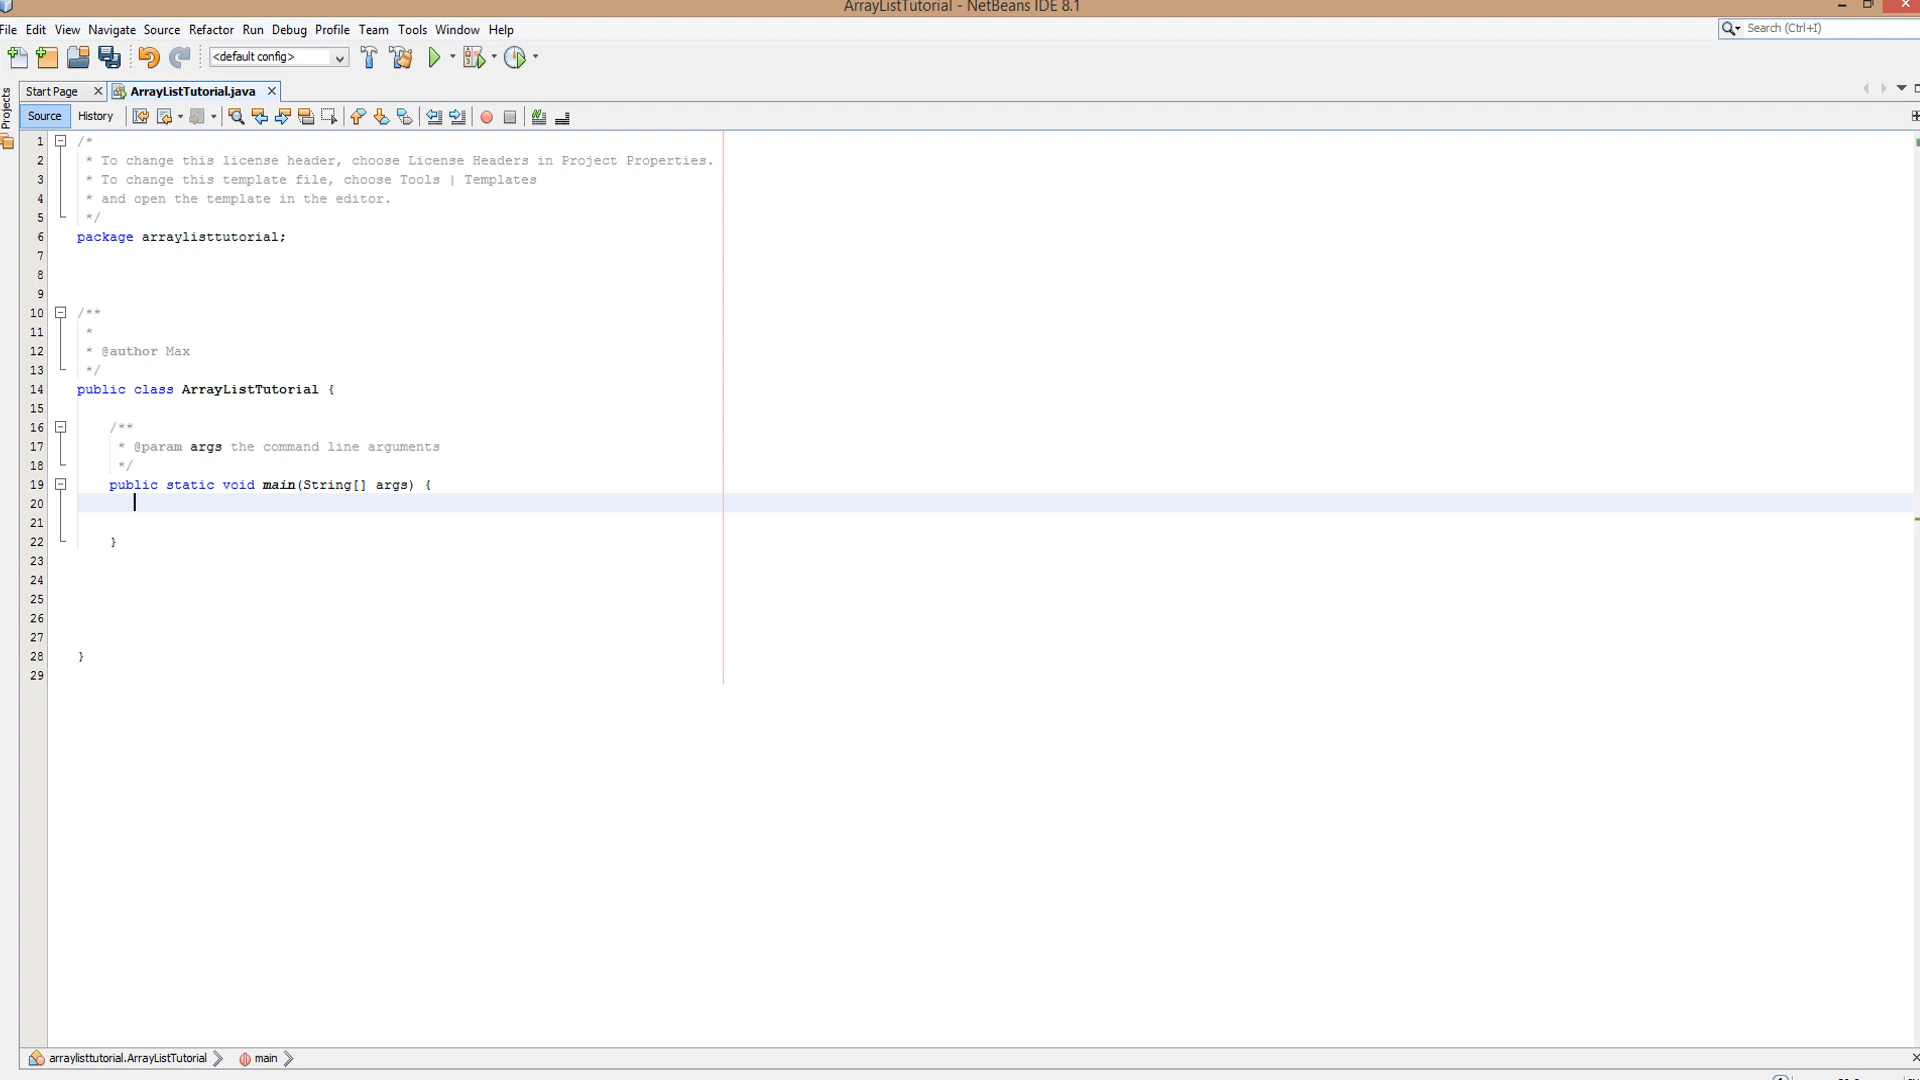 ArrayListTutorial - NetBeans IDE 8.1
File Edit View Navigate Source Refactor Run Debug Profile Team Tools Window Help
Search (Ctrl+I)
<default config>
Projects
Start Page
ArrayListTutorial.java
Source History
1 /*
2 * To change this license header, choose License Headers in Project Properties.
3 * To change this template file, choose Tools | Templates
4 * and open the template in the editor.
5 */
6 package arraylisttutorial;
7
8
9
10 /**
11 *
12 * @author Max
13 */
14 public class ArrayListTutorial {
15
16 /**
17 * @param args the command line arguments
18 */
19 public static void main(String[] args) {
20
21
22 }
23
24
25
26
27
28 }
29
arraylisttutorial.ArrayListTutorial
main